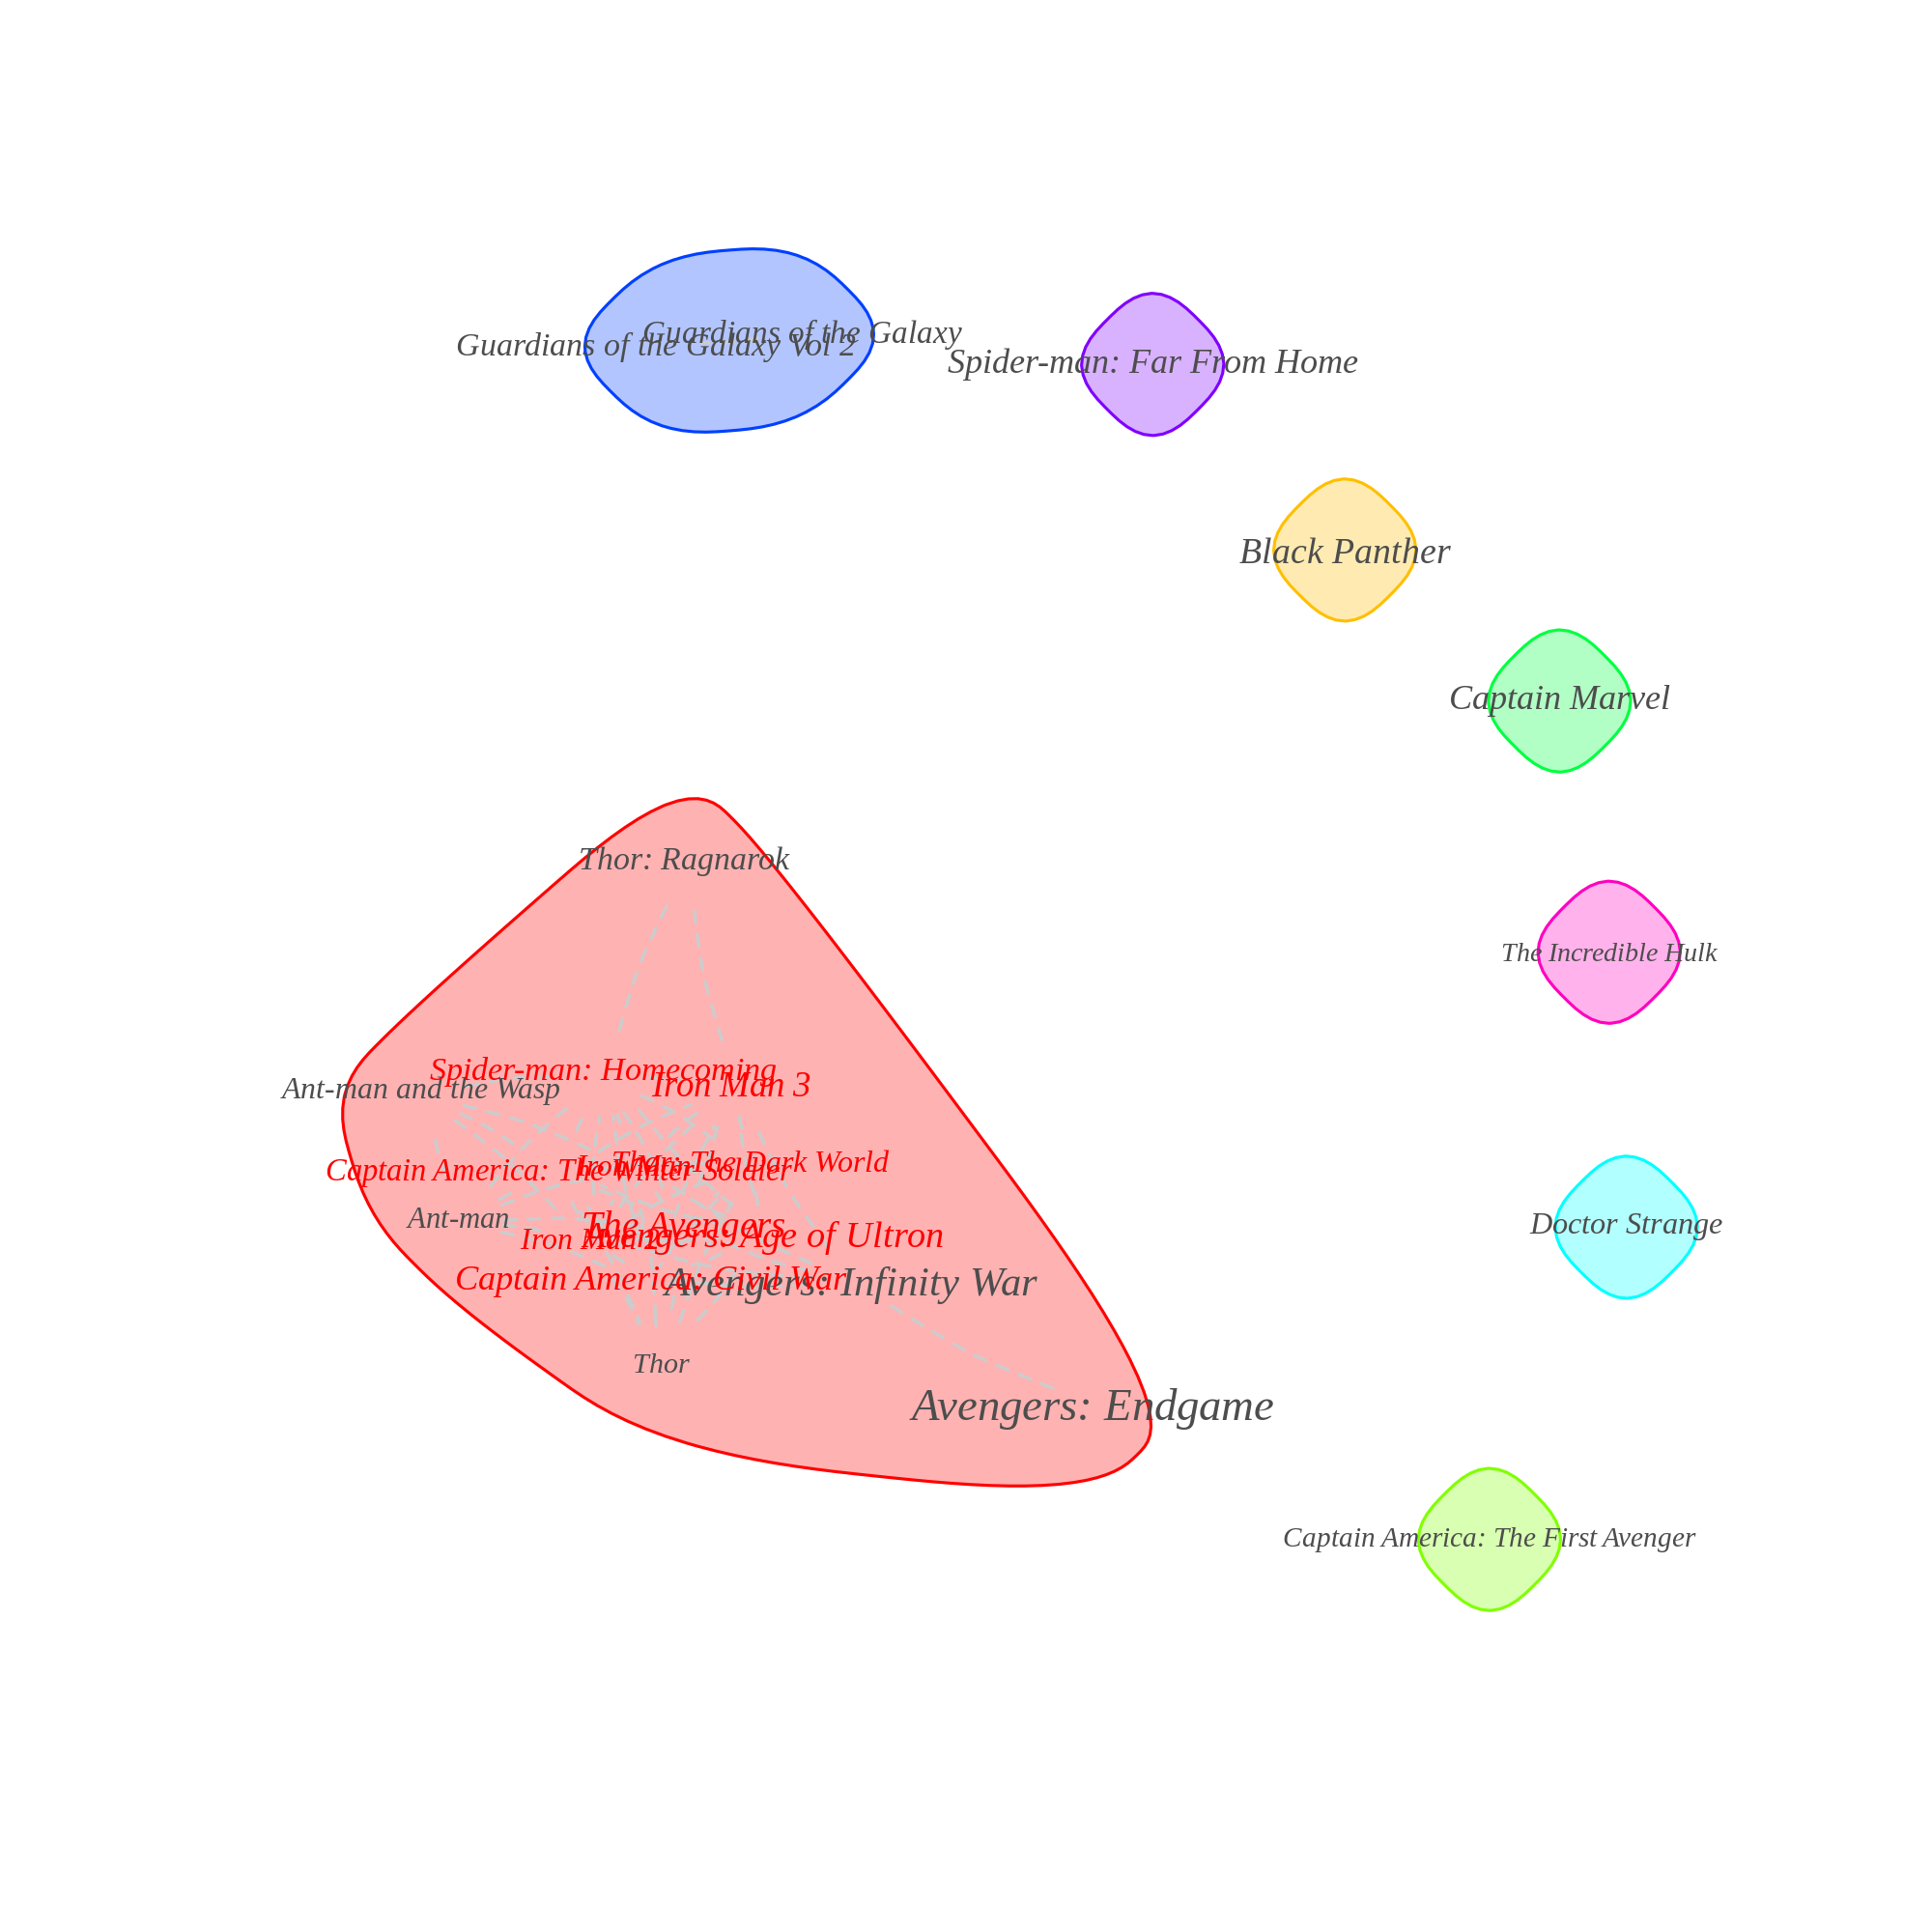 Guardians of the Galaxy
Guardians of the Galaxy Vol 2
Spider-man: Far From Home
Black Panther
Captain Marvel
Thor: Ragnarok
The Incredible Hulk
Spider-man: Homecoming
Iron Man 3
Ant-man and the Wasp
Thor: The Dark World
Iron Man
Captain America: The Winter Soldier
Ant-man
The Avengers
Doctor Strange
Avengers: Age of Ultron
Iron Man 2
Captain America: Civil War
Avengers: Infinity War
Thor
Avengers: Endgame
Captain America: The First Avenger